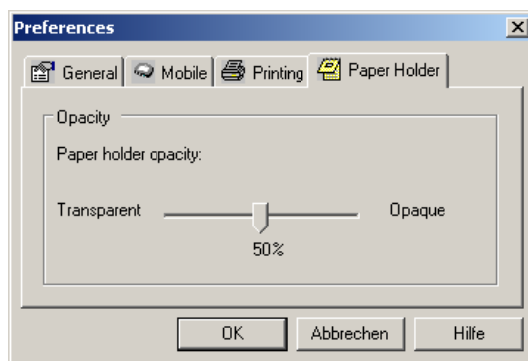 Preferences
General Mobile Printing Paper Holder
Opacity
Paper holder opacity:
Transparent Opaque
50%
OK Abbrechen Hilfe